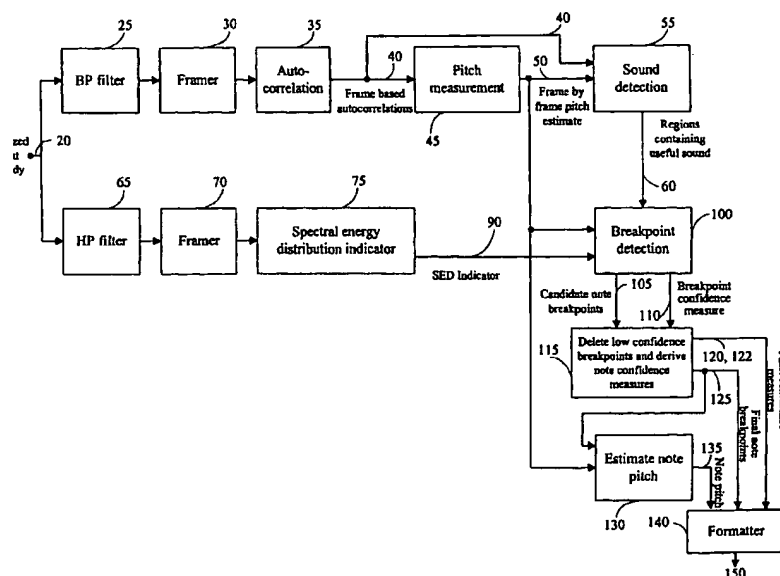 25
30
35
40
55
BP filter
Framer
Auto-
correlation
40
Pitch
measurement
50
Sound
detection
Frame based
autocorrelations
45
Frame by
frame pitch
estimate
Regions
containing
useful sound
zed
dy
20
60
65
70
75
90
100
HP filter
Framer
Spectral energy
distribution indicator
Breakpoint
detection
SED Indicator
Candidate note
breakpoints
105
110
Breakpoint
confidence
measure
115
Delete low confidence
breakpoints and derive
note confidence
measures
120, 122
125
measures
Final note
breakpoints
Estimate note
pitch
135
Note pitch
130
140
Formatter
150